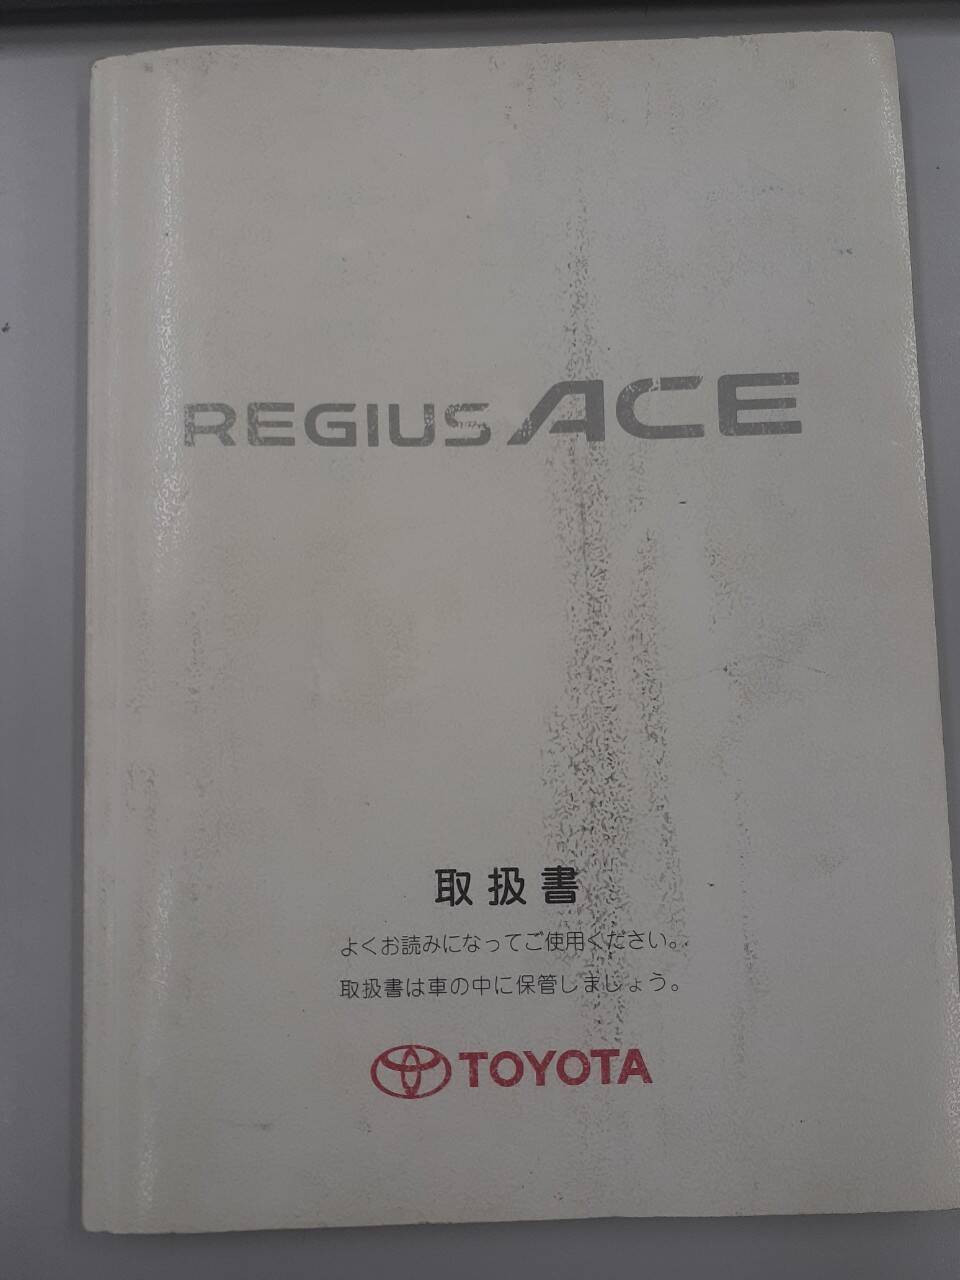 REGIUS ACE
取扱書
よくお読みになってご使用ください。
取扱書は車の中に保管しましょう。
TOYOTA